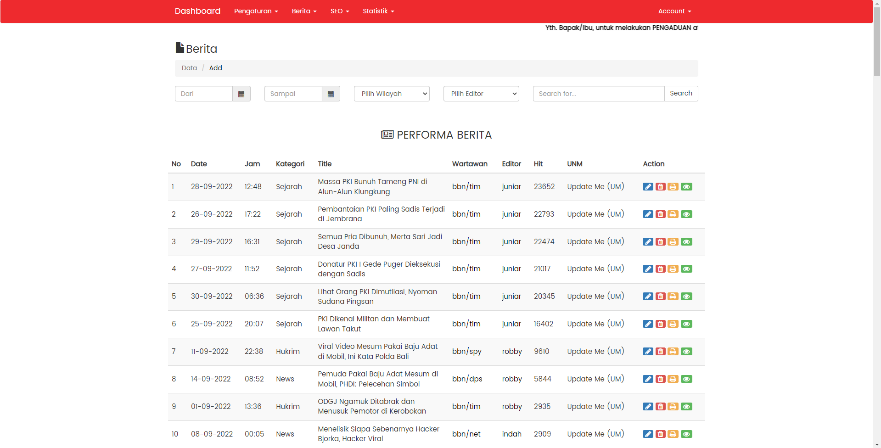 Dashboard Pengaturan Berita SEO Statistik Account
Yth. Bapak/Ibu, untuk melakukan PENGADUAN a
Berita
Data / Add
Dari Sampai Pilih Wilayah Pilih Editor Search for... Search
PERFORMA BERITA
No Date Jam Kategori Title Wartawan Editor Hit UNM Action
1 28-09-2022 12:48 Sejarah Massa PKI Bunuh Tameng PNI di bbn/tim juniar 23652 Update Me (UM)
Alun-Alun Klungkung
2 26-09-2022 17:22 Sejarah Pembantaian PKI Paling Sadis Terjadi bbn/tim juniar 22793 Update Me (UM)
di Jembrana
3 29-09-2022 16:31 Sejarah Semua Pria Dibunuh, Merta Sari Jadi bbn/tim juniar 22474 Update Me (UM)
Desa Janda
4 27-09-2022 11:52 Sejarah Donatur PKI I Gede Puger Dieksekusi bbn/tim juniar 21017 Update Me (UM)
dengan Sadis
5 30-09-2022 06:36 Sejarah Lihat Orang PKI Dimutilasi, Nyoman bbn/tim juniar 20345 Update Me (UM)
Sudana Pingsan
6 25-09-2022 20:07 Sejarah PKI Dikenal Militan dan Membuat bbn/tim juniar 16402 Update Me (UM)
Lawan Takut
7 11-09-2022 22:38 Hukrim Viral Video Mesum Pakai Baju Adat bbn/spy robby 9610 Update Me (UM)
di Mobil, Ini Kata Polda Bali
8 14-09-2022 08:52 News Pemuda Pakai Baju Adat Mesum di bbn/dps robby 5844 Update Me (UM)
Mobil, PHDI: Pelecehan Simbol
9 01-09-2022 13:36 Hukrim ODGJ Ngamuk Ditabrak dan bbn/tim robby 2935 Update Me (UM)
Menusuk Pemotor di Kerobokan
10 08-09-2022 00:05 News Menelisik Siapa Sebenarnya Hacker bbn/net indah 2909 Update Me (UM)
Bjorka, Hacker Viral